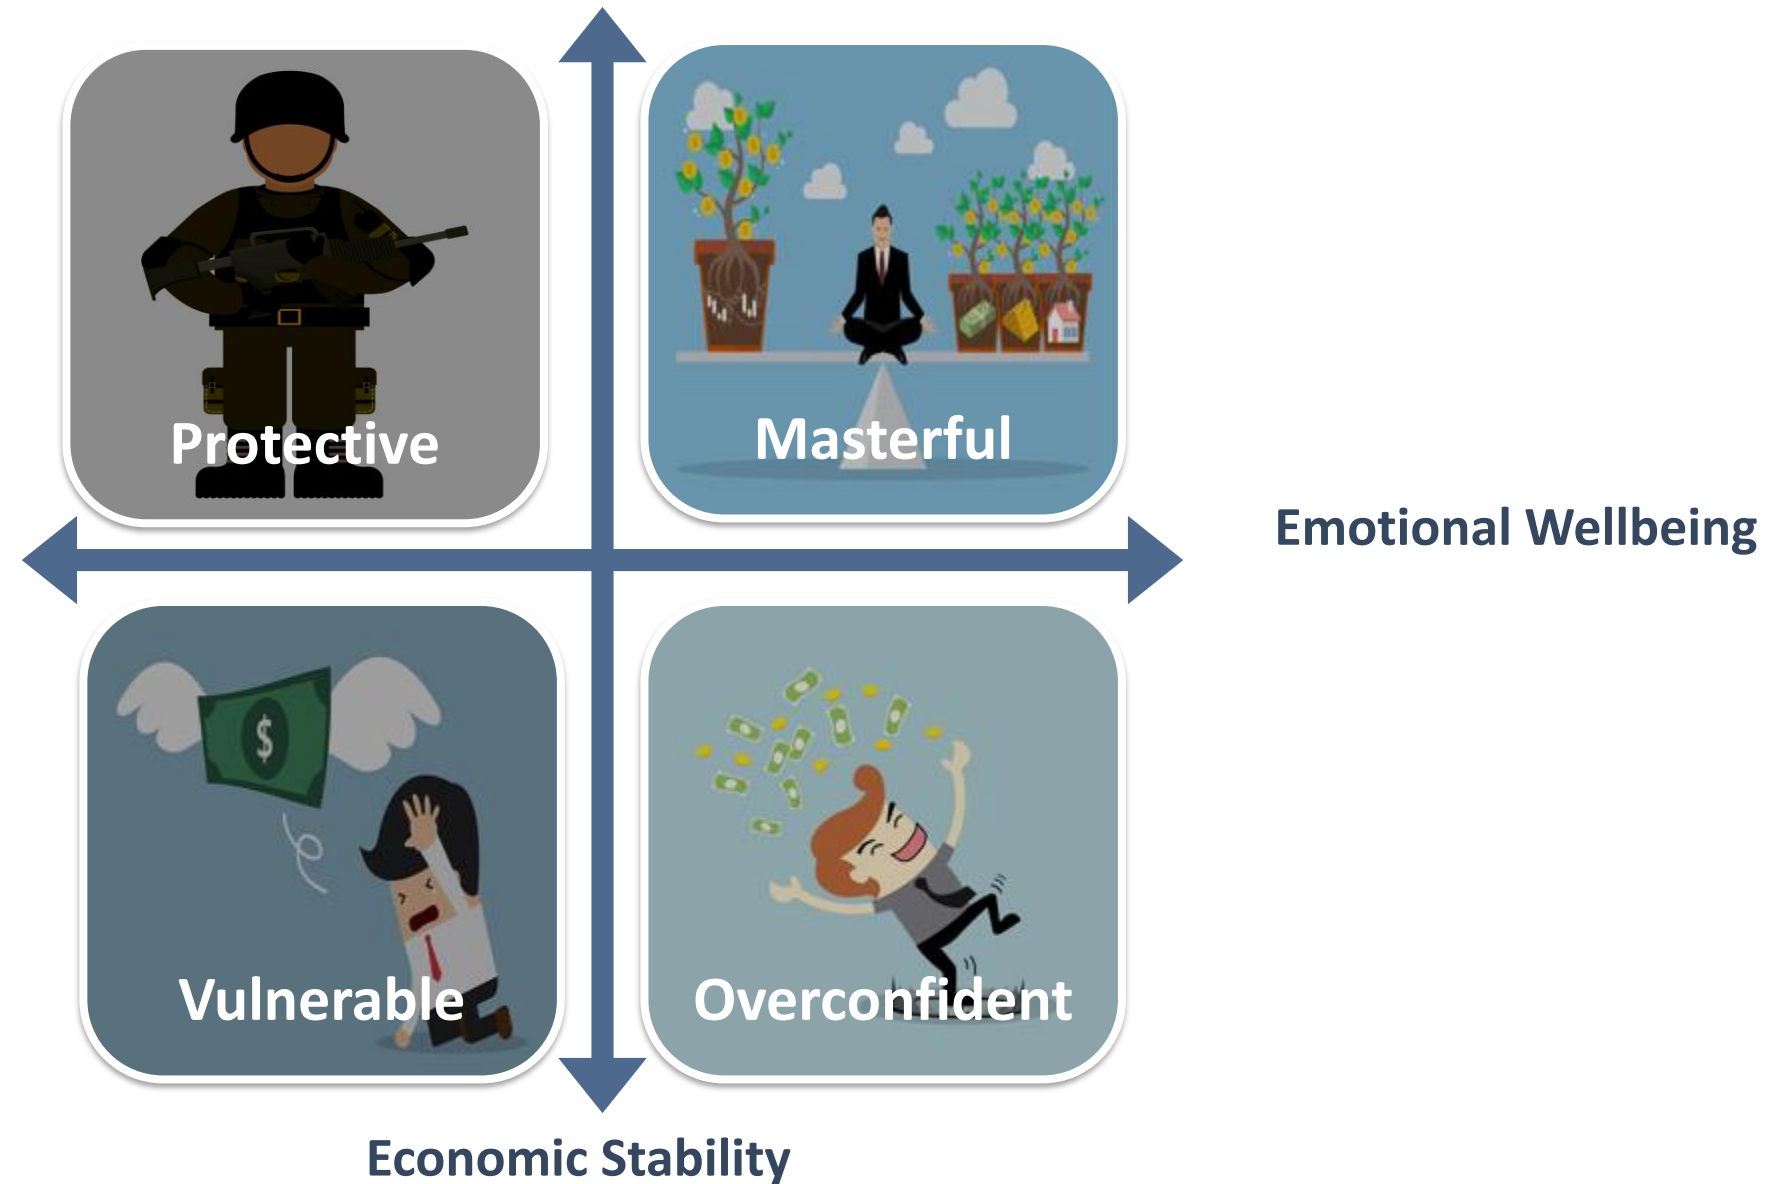 Protective
Masterful
Emotional Wellbeing
$
Vulnerable
Overconfident
Economic Stability